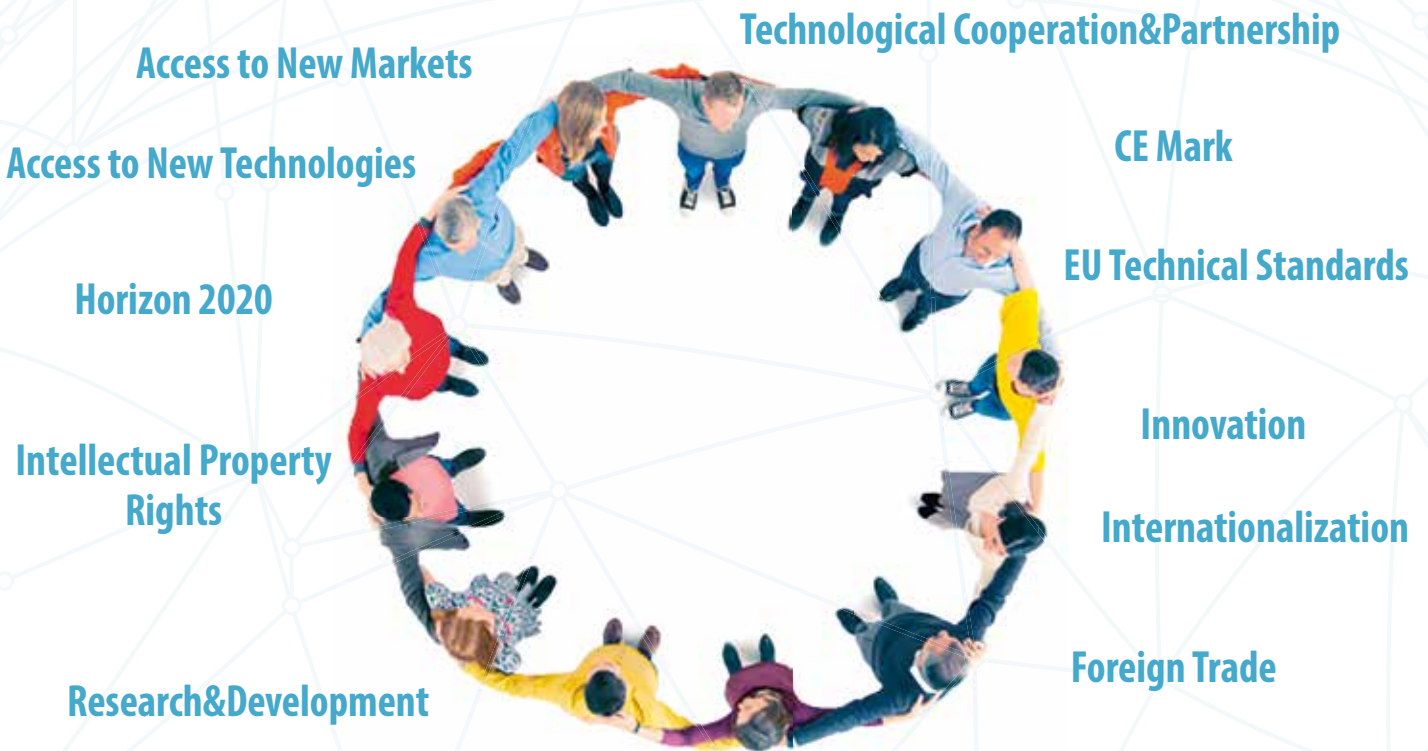 Technological Cooperation&Partnership
Access to New Markets
CE Mark
Access to New Technologies
EU Technical Standards
Horizon 2020
Innovation
Intellectual Property
Rights
Internationalization
Foreign Trade
Research&Development